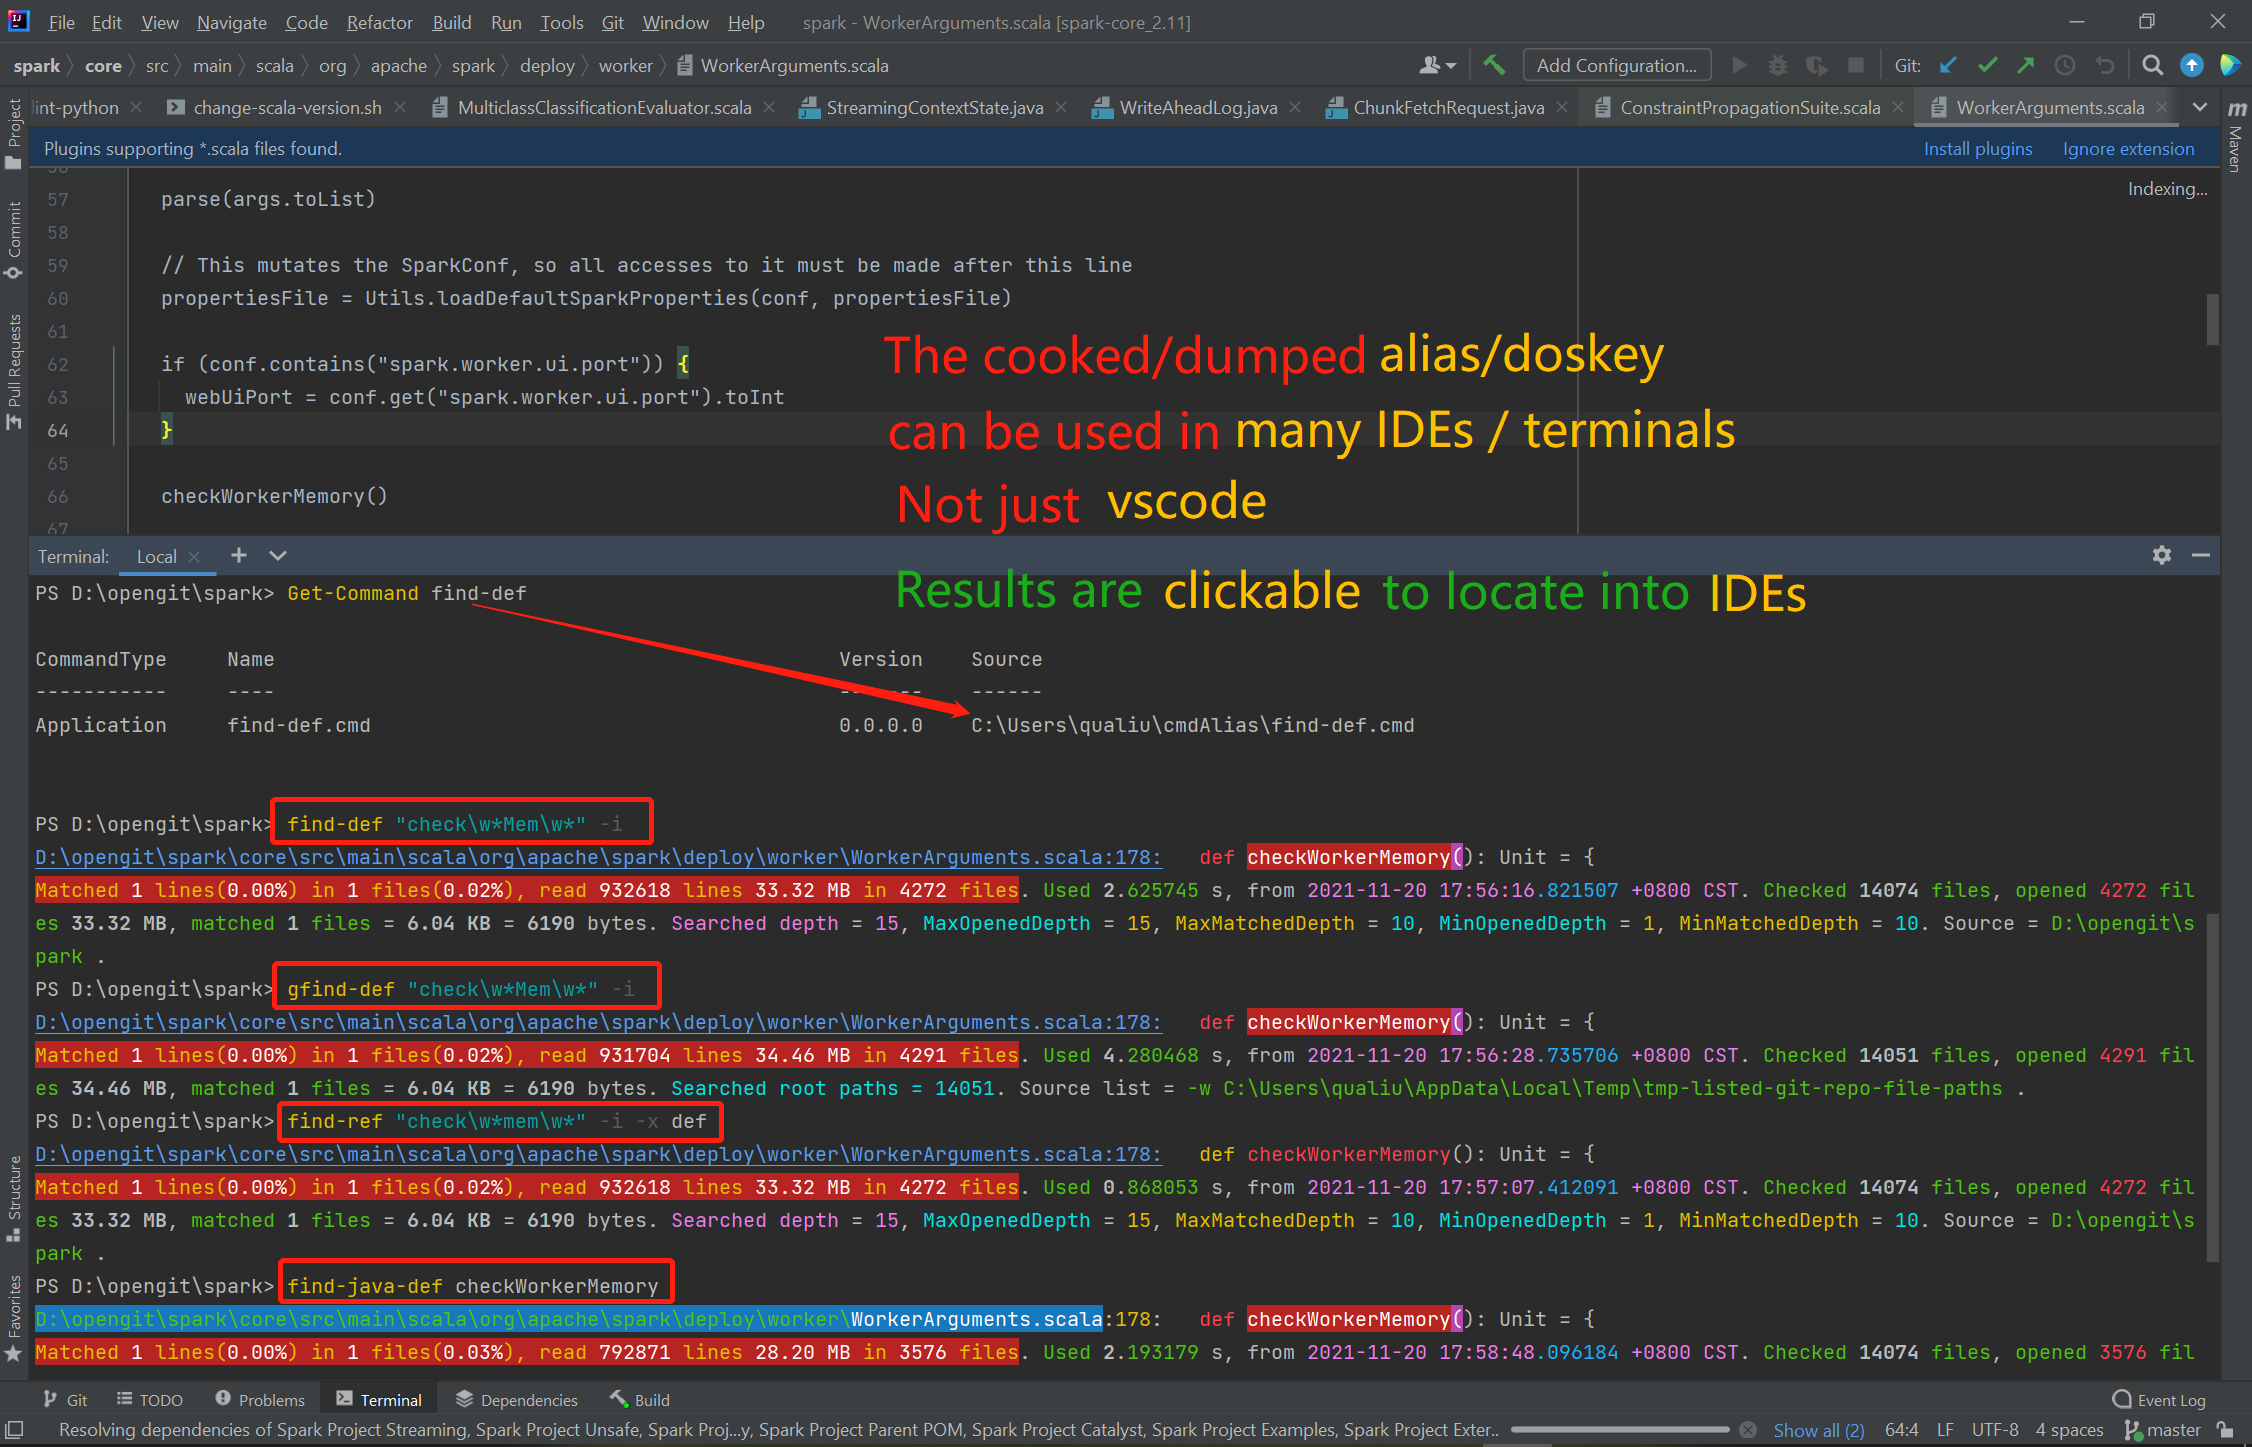 File Edit View Navigate Code Refactor Build Run Tools Git Window Help spark - WorkerArguments.scala [spark-core_2.11]
spark core src main scala org apache spark deploy worker WorkerArguments.scala Add Configuration... Git:
lint-python change-scala-version.sh MulticlassClassificationEvaluator.scala StreamingContextState.java WriteAheadLog.java ChunkFetchRequest.java ConstraintPropagationSuite.scala WorkerArguments.scala
Plugins supporting *.scala files found. Install plugins Ignore extension
Indexing...
Project
Commit
Pull Requests
Structure
Favorites
Maven
57 parse(args.toList)
58
59 // This mutates the SparkConf, so all accesses to it must be made after this line
60 propertiesFile = Utils.loadDefaultSparkProperties(conf, propertiesFile)
61
62 if (conf.contains("spark.worker.ui.port")) {
63 webUiPort = conf.get("spark.worker.ui.port").toInt
64 }
65
66 checkWorkerMemory()
67
The cooked/dumped alias/doskey
can be used in many IDEs / terminals
Not just vscode
Results are clickable to locate into IDEs
Terminal: Local
PS D:\opengit\spark> Get-Command find-def
CommandType Name Version Source
----------- ---- ------- ------
Application find-def.cmd 0.0.0.0 C:\Users\qualiu\cmdAlias\find-def.cmd
PS D:\opengit\spark> find-def "check\w*Mem\w*" -i
D:\opengit\spark\core\src\main\scala\org\apache\spark\deploy\worker\WorkerArguments.scala:178: def checkWorkerMemory(): Unit = {
Matched 1 lines(0.00%) in 1 files(0.02%), read 932618 lines 33.32 MB in 4272 files. Used 2.625745 s, from 2021-11-20 17:56:16.821507 +0800 CST. Checked 14074 files, opened 4272 fil
es 33.32 MB, matched 1 files = 6.04 KB = 6190 bytes. Searched depth = 15, MaxOpenedDepth = 15, MaxMatchedDepth = 10, MinOpenedDepth = 1, MinMatchedDepth = 10. Source = D:\opengit\s
park .
PS D:\opengit\spark> gfind-def "check\w*Mem\w*" -i
D:\opengit\spark\core\src\main\scala\org\apache\spark\deploy\worker\WorkerArguments.scala:178: def checkWorkerMemory(): Unit = {
Matched 1 lines(0.00%) in 1 files(0.02%), read 931704 lines 34.46 MB in 4291 files. Used 4.280468 s, from 2021-11-20 17:56:28.735706 +0800 CST. Checked 14051 files, opened 4291 fil
es 34.46 MB, matched 1 files = 6.04 KB = 6190 bytes. Searched root paths = 14051. Source list = -w C:\Users\qualiu\AppData\Local\Temp\tmp-listed-git-repo-file-paths .
PS D:\opengit\spark> find-ref "check\w*mem\w*" -i -x def
D:\opengit\spark\core\src\main\scala\org\apache\spark\deploy\worker\WorkerArguments.scala:178: def checkWorkerMemory(): Unit = {
Matched 1 lines(0.00%) in 1 files(0.02%), read 932618 lines 33.32 MB in 4272 files. Used 0.868053 s, from 2021-11-20 17:57:07.412091 +0800 CST. Checked 14074 files, opened 4272 fil
es 33.32 MB, matched 1 files = 6.04 KB = 6190 bytes. Searched depth = 15, MaxOpenedDepth = 15, MaxMatchedDepth = 10, MinOpenedDepth = 1, MinMatchedDepth = 10. Source = D:\opengit\s
park .
PS D:\opengit\spark> find-java-def checkWorkerMemory
D:\opengit\spark\core\src\main\scala\org\apache\spark\deploy\worker\WorkerArguments.scala:178: def checkWorkerMemory(): Unit = {
Matched 1 lines(0.00%) in 1 files(0.03%), read 792871 lines 28.20 MB in 3576 files. Used 2.193179 s, from 2021-11-20 17:58:48.096184 +0800 CST. Checked 14074 files, opened 3576 fil
Git TODO Problems Terminal Dependencies Build Event Log
Resolving dependencies of Spark Project Streaming, Spark Project Unsafe, Spark Proj...y, Spark Project Parent POM, Spark Project Catalyst, Spark Project Examples, Spark Project Exter.. Show all (2) 64:4 LF UTF-8 4 spaces master